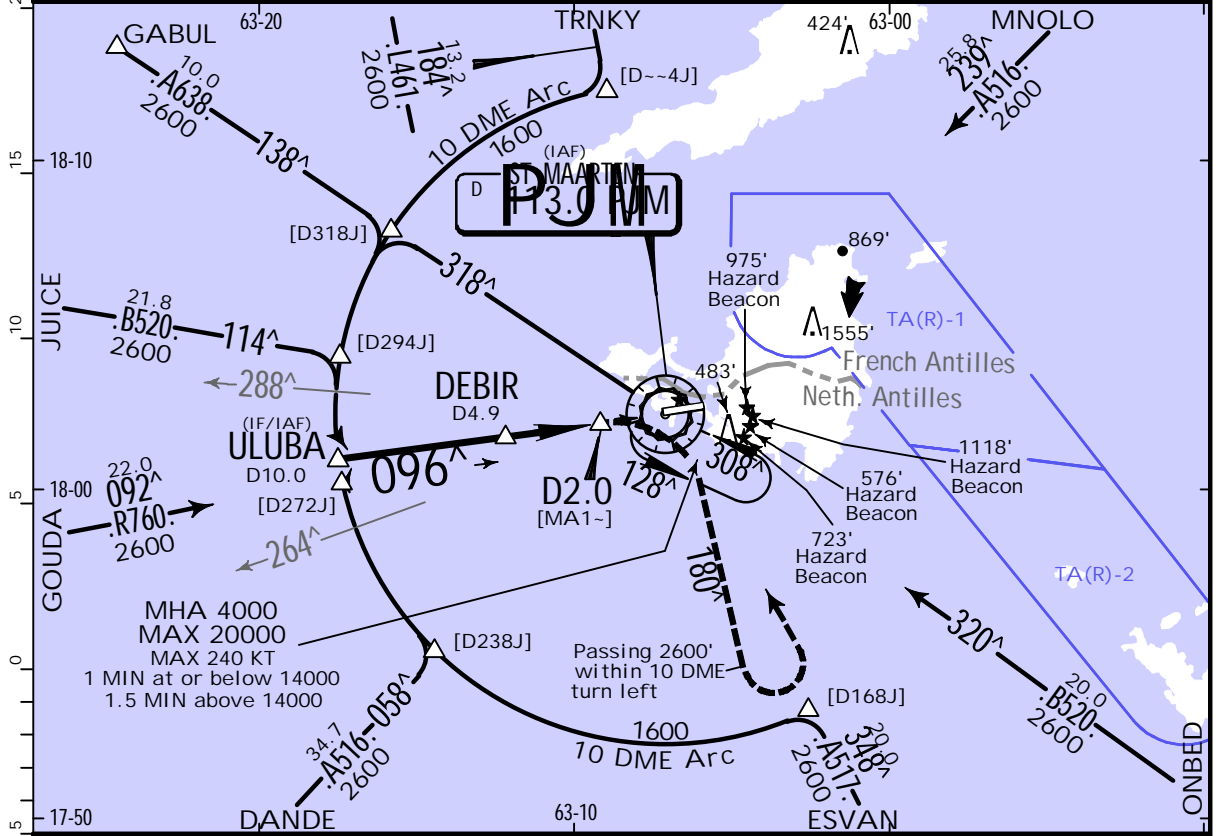 63-20
TRNKY
63-00
MNOLO
424'
GABUL
10.0
.A638.
2600
184^
13.2
.L461.
2600
[D~~4J]
25.8
239^
.A516.
2600
10 DME Arc
1600
15
18-10
138^
(IAF)
ST MAARTEN
D
113.0 PJM
PJM
[D318J]
869'
975'
Hazard
Beacon
318^
JUICE
21.8
.B520.
2600
114^
10
[D294J]
1555'
TA(R)-1
French Antilles
Neth. Antilles
288^
483'
DEBIR
D4.9
(IF/IAF)
ULUBA
D10.0
096^
[D272J]
22.0
092^
.R760.
2600
GOUDA
5
18-00
D2.0
[MA1~]
128^
308^
1118'
Hazard
Beacon
576'
Hazard
Beacon
723'
Hazard
Beacon
264^
180^
TA(R)-2
MHA 4000
MAX 20000
MAX 240 KT
1 MIN at or below 14000
1.5 MIN above 14000
[D238J]
Passing 2600'
within 10 DME
turn left
320^
0
058^
34.7
.A516.
2600
[D168J]
1600
10 DME Arc
348^
20.0
.A517.
2600
20.0
.B520.
2600
ONBED
5
17-50
DANDE
63-10
ESVAN